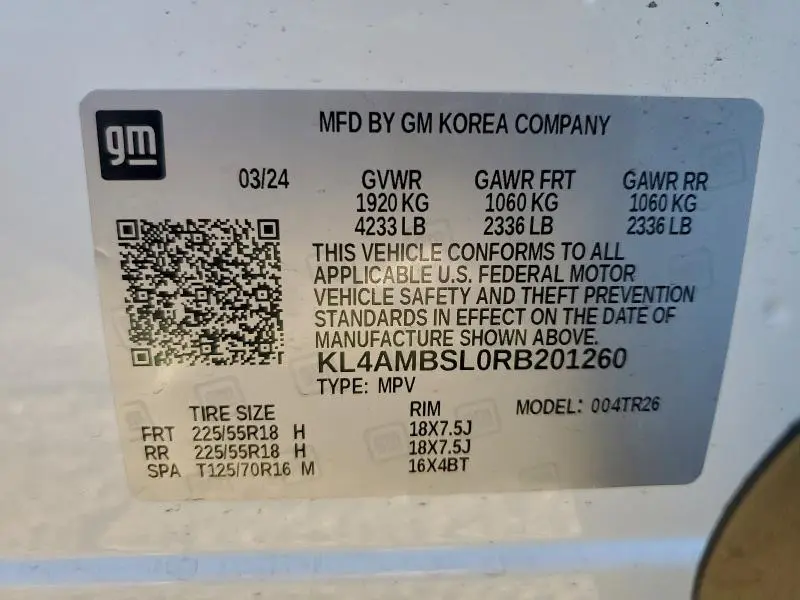 gm
MFD BY GM KOREA COMPANY
03/24 GVWR GAWR FRT GAWR RR
1920 KG 1060 KG 1060 KG
4233 LB 2336 LB 2336 LB
THIS VEHICLE CONFORMS TO ALL
APPLICABLE U.S. FEDERAL MOTOR
VEHICLE SAFETY AND THEFT PREVENTION
STANDARDS IN EFFECT ON THE DATE OF
MANUFACTURE SHOWN ABOVE.
KL4AMBSL0RB201260
TYPE: MPV
TIRE SIZE RIM MODEL: 004TR26
FRT 225/55R18 H 18X7.5J
RR 225/55R18 H 18X7.5J
SPA T125/70R16 M 16X4BT